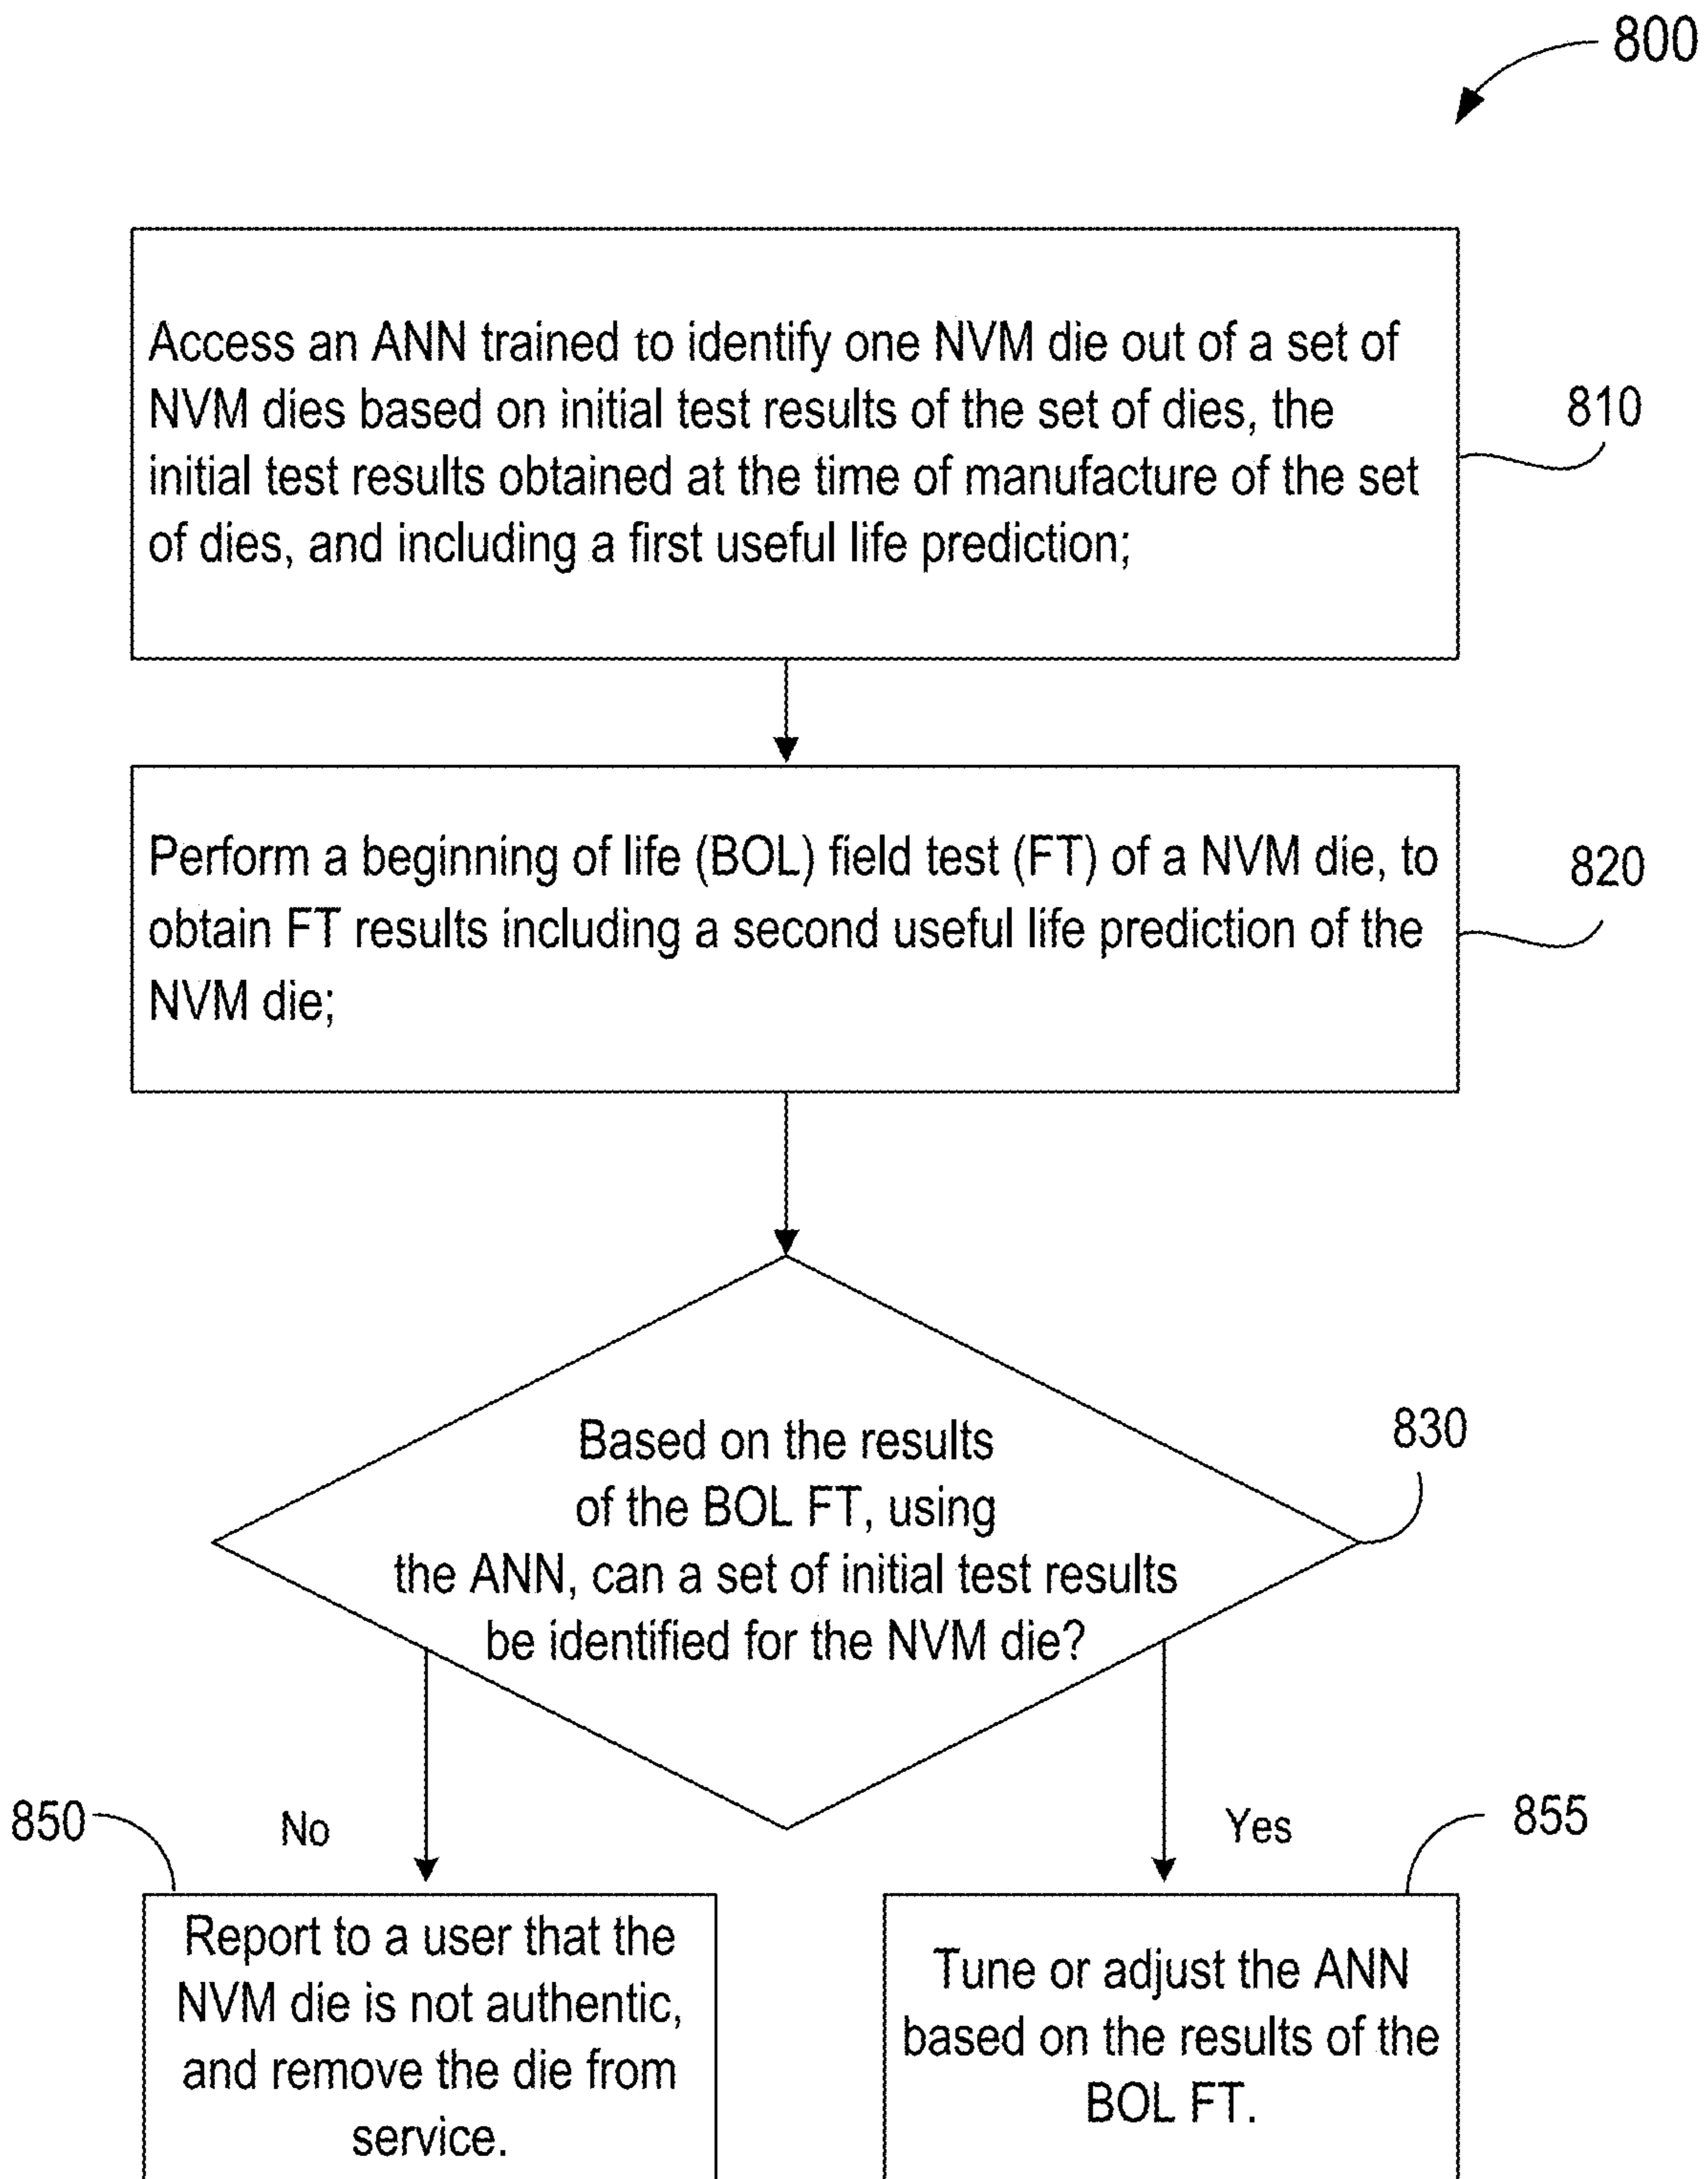 800
Access an ANN trained to identify one NVM die out of a set of
NVM dies based on initial test results of the set of dies, the
initial test results obtained at the time of manufacture of the set
of dies, and including a first useful life prediction;
810
Perform a beginning of life (BOL) field test (FT) of a NVM die, to
obtain FT results including a second useful life prediction of the
NVM die;
820
Based on the results
of the BOL FT, using
the ANN, can a set of initial test results
be identified for the NVM die?
830
850
No
Yes
855
Report to a user that the
NVM die is not authentic,
and remove the die from
service.
Tune or adjust the ANN
based on the results of the
BOL FT.